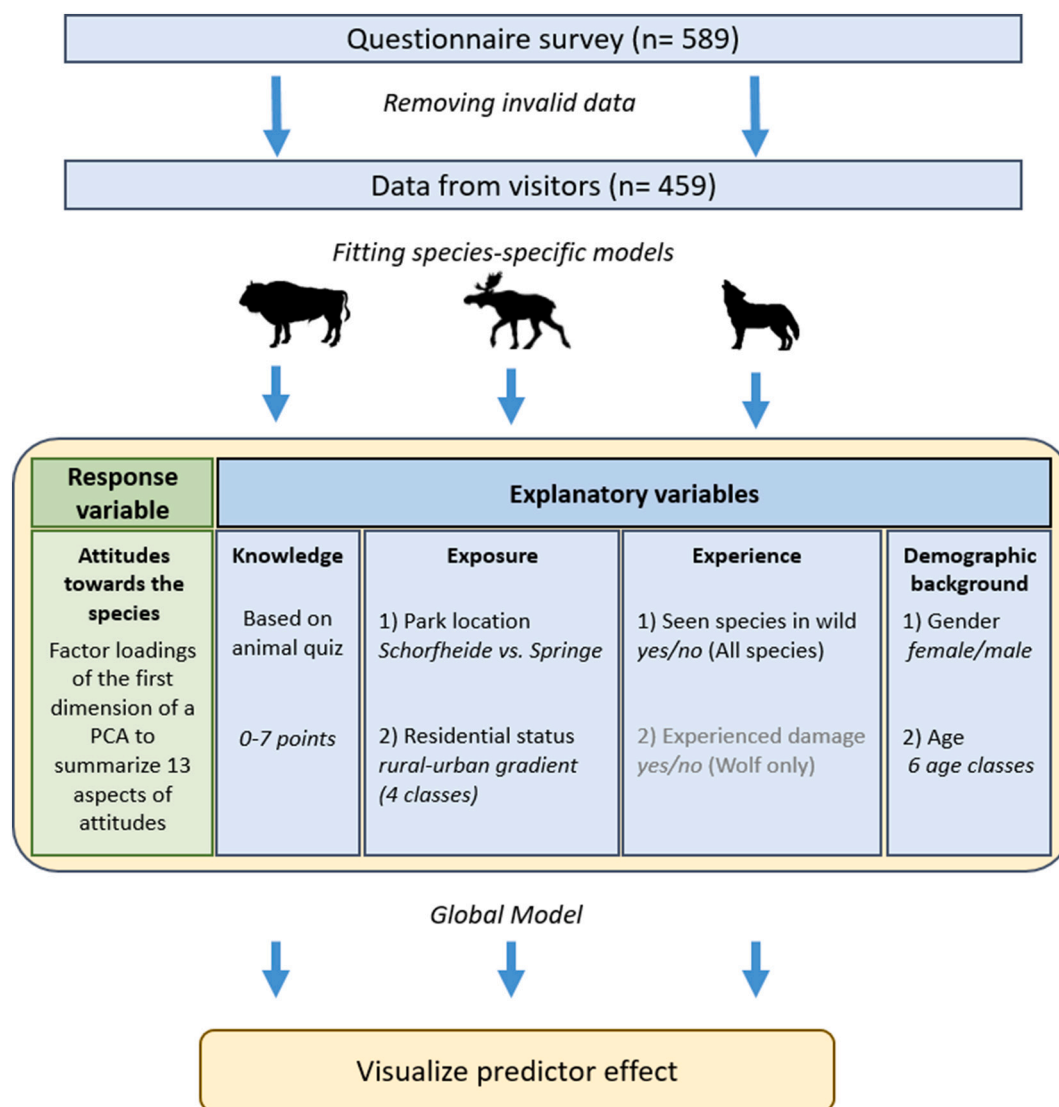 Questionnaire survey (n= 589)
Removing invalid data
Data from visitors (n= 459)
Fitting species-specific models
Response
variable
Explanatory variables
Attitudes
towards the
species
Factor loadings
of the first
dimension of a
PCA to
summarize 13
aspects of
attitudes
Knowledge
Based on
animal quiz
0-7 points
Exposure
1) Park location
Schorfheide vs. Springe
2) Residential status
rural-urban gradient
(4 classes)
Experience
1) Seen species in wild
yes/no (All species)
2) Experienced damage
yes/no (Wolf only)
Demographic
background
1) Gender
female/male
2) Age
6 age classes
Global Model
Visualize predictor effect